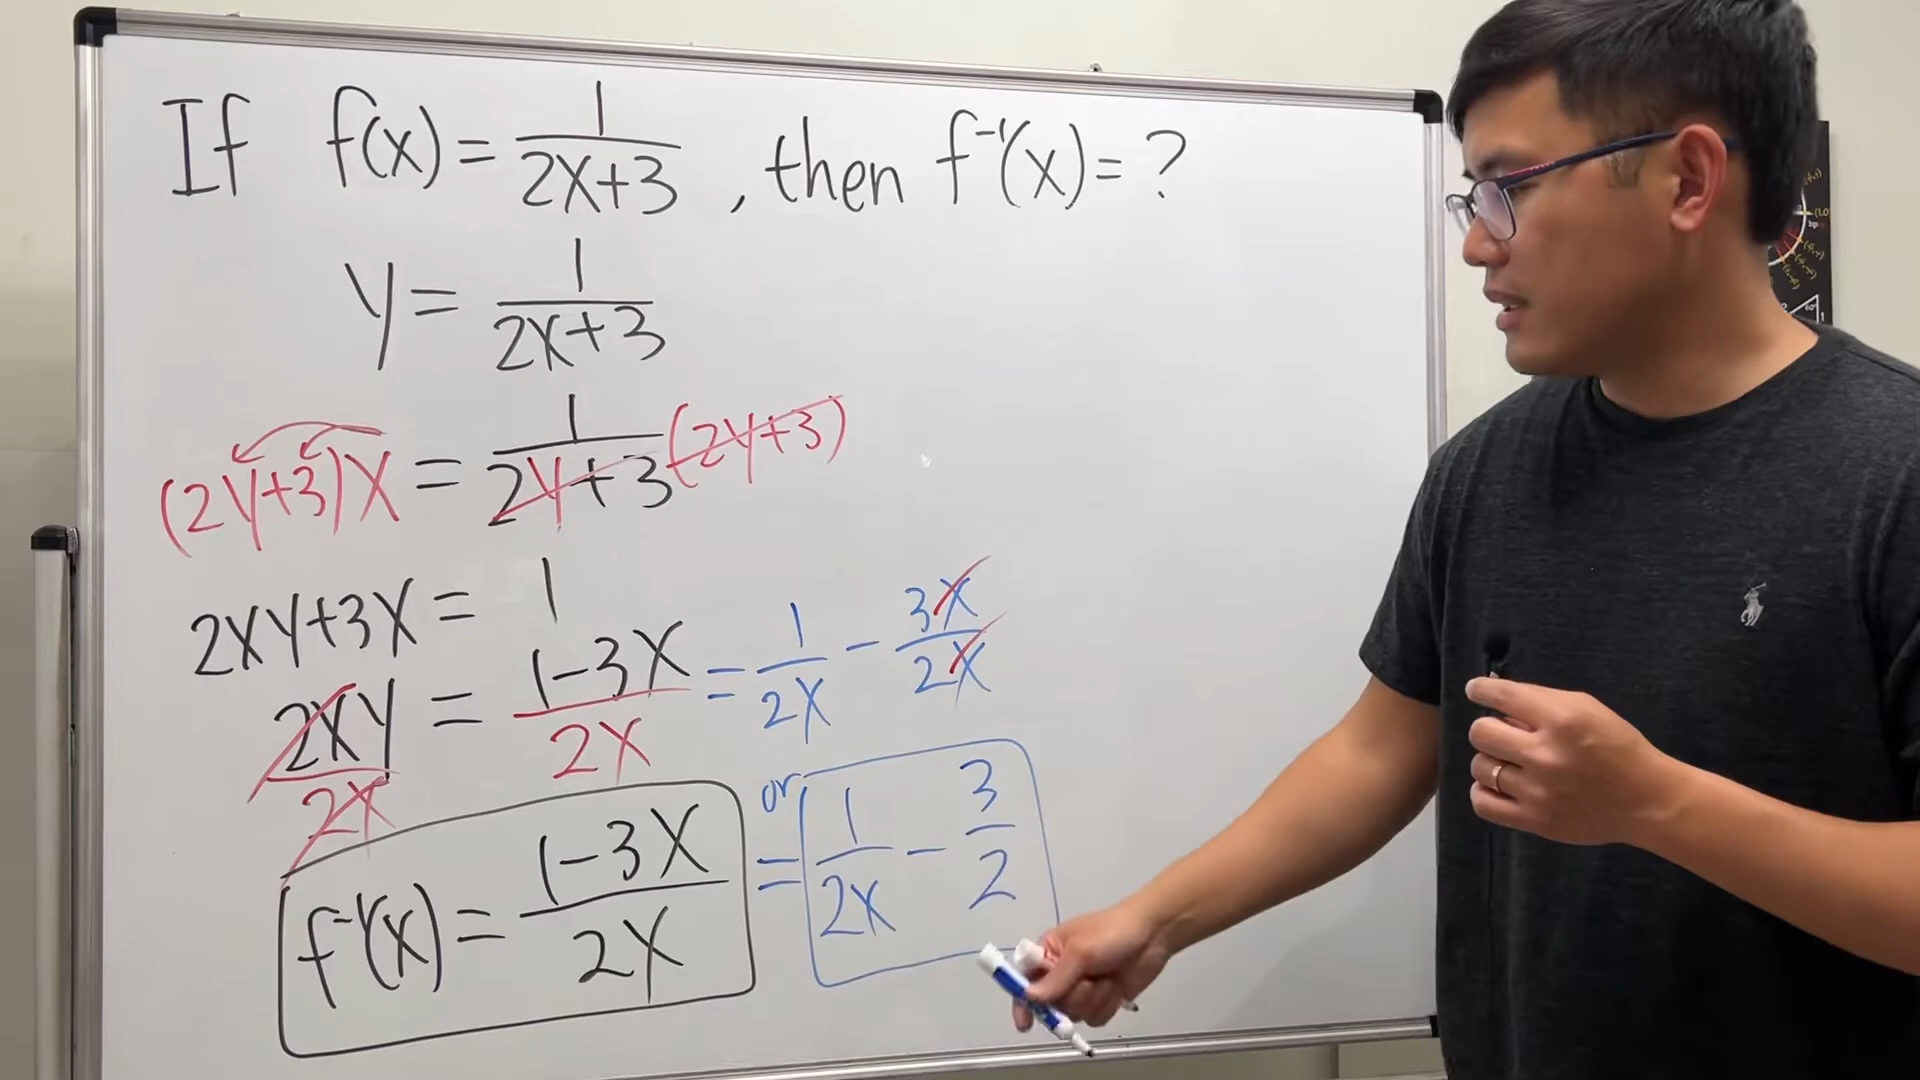 If f(x) = 1/(2x+3), then f⁻¹(x) = ?
y = 1/(2x+3)
(2y+3)x = 1/(2y+3) (2y+3)
2xy+3x = 1
2xy/2x = (1-3x)/2x = 1/2x - 3x/2x
f⁻¹(x) = (1-3x)/2x or = 1/2x - 3/2